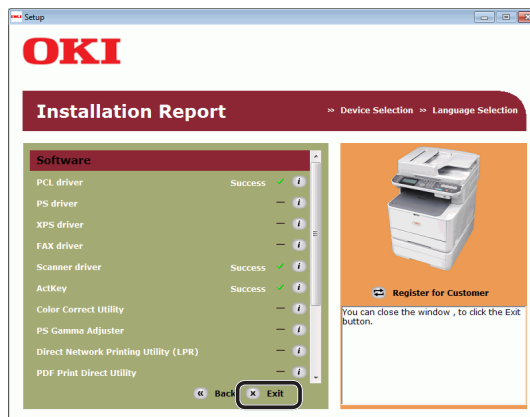 OKI Setup
OKI
Installation Report
» Device Selection » Language Selection
Software
PCL driver Success
PS driver —
XPS driver —
FAX driver —
Scanner driver Success
ActKey Success
Color Correct Utility —
PS Gamma Adjuster —
Direct Network Printing Utility (LPR) —
PDF Print Direct Utility —
Back Exit
Register for Customer
You can close the window , to click the Exit
button.